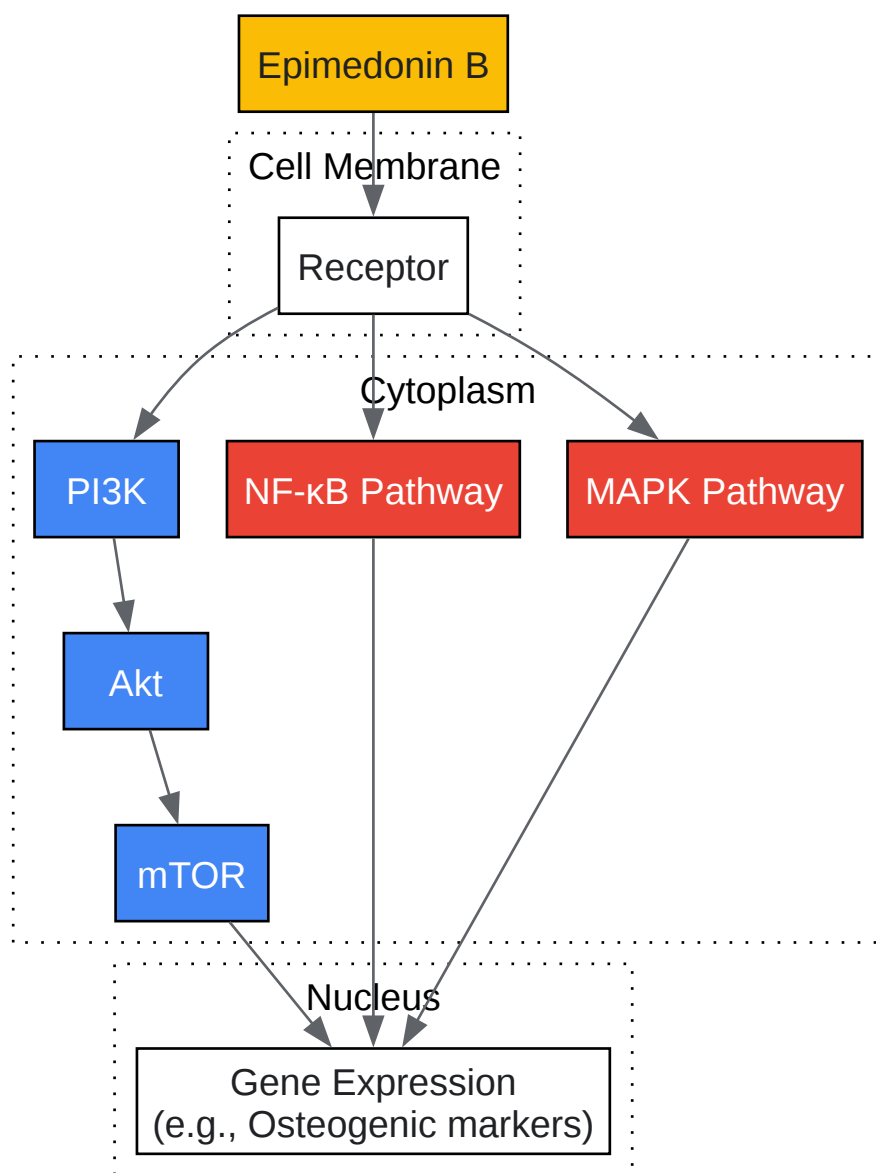 Epimedonin B
Cell Membrane
Receptor
Cytoplasm
PI3K
NF-κB Pathway
MAPK Pathway
Akt
mTOR
Nucleus
Gene Expression
(e.g., Osteogenic markers)